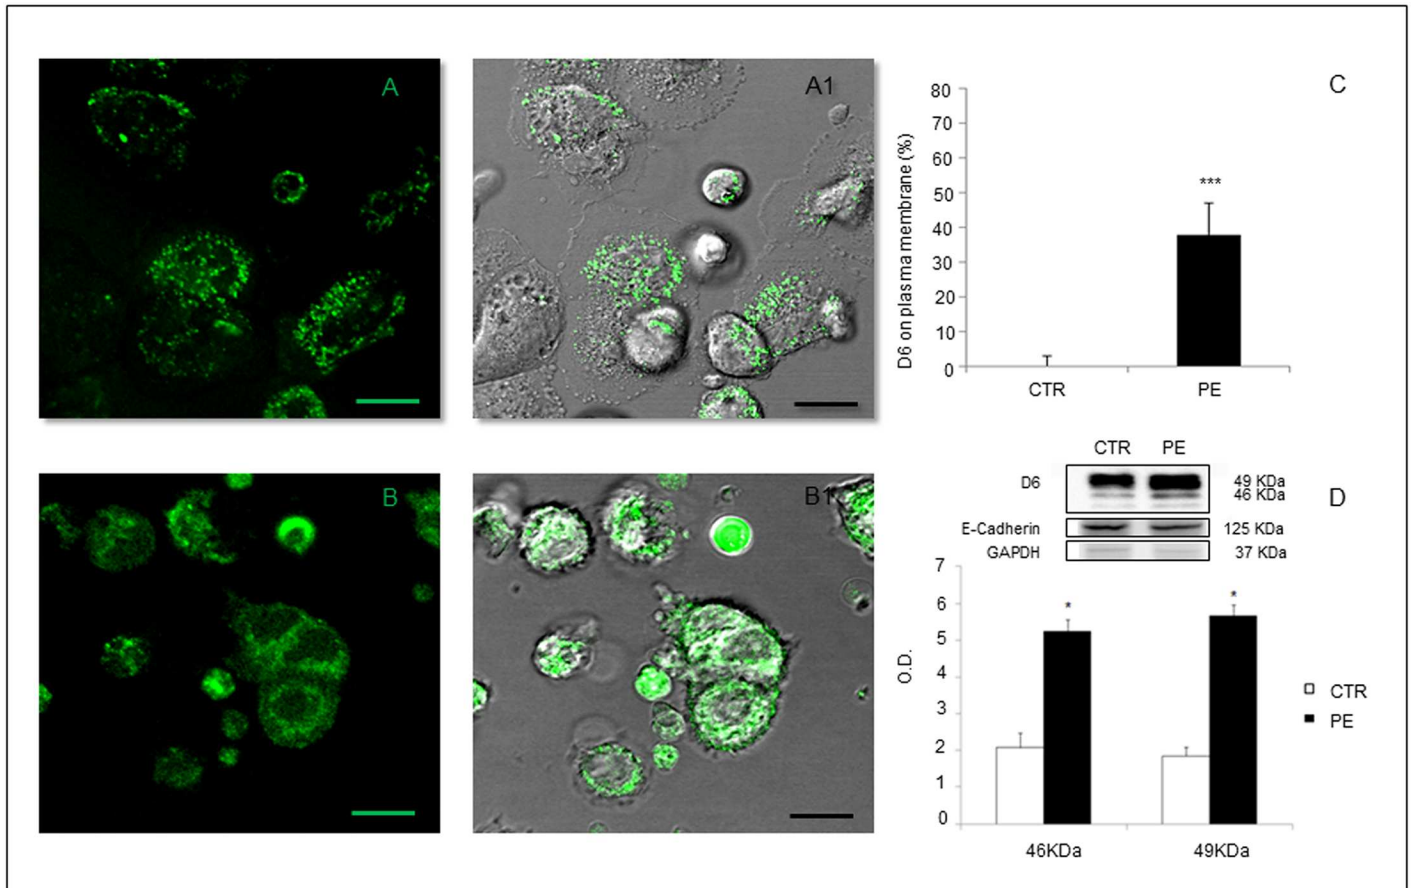 A
A1
C
D6 on plasma membrane (%)
80
70
60
50
40
30
20
10
0
***
CTR
PE
B
B1
D
CTR PE
D6 49 KDa
46 KDa
E-Cadherin 125 KDa
GAPDH 37 KDa
O.D.
7
6
5
4
3
2
1
0
*
*
46KDa
49KDa
CTR
PE